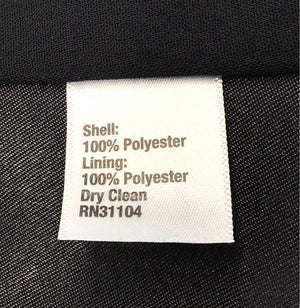 Shell:
100% Polyester
Lining:
100% Polyester
Dry Clean
RN31104